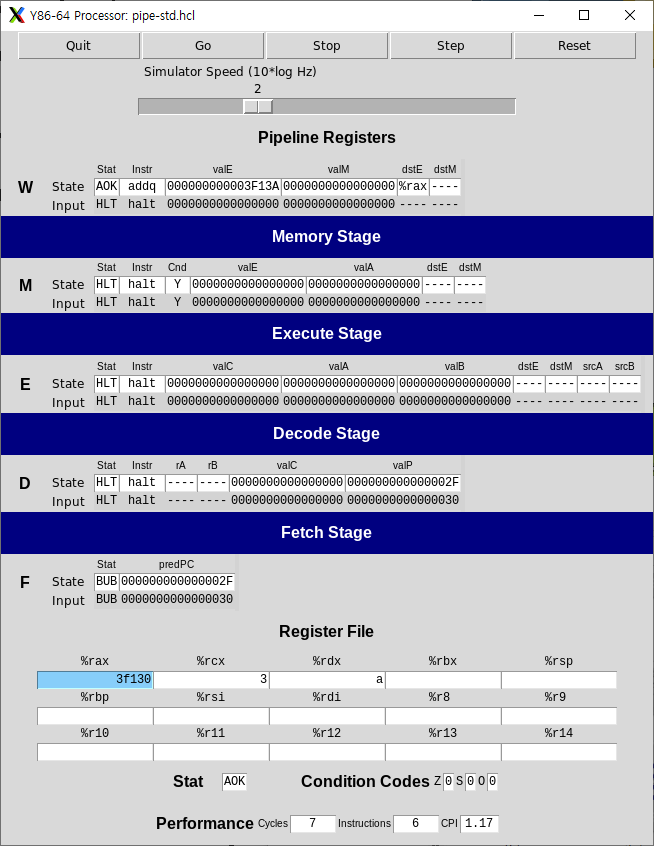 Y86-64 Processor: pipe-std.hcl
Quit Go Stop Step Reset
Simulator Speed (10*log Hz)
2
Pipeline Registers
Stat Instr valE valM dstE dstM
W State AOK addq 000000000003F13A 0000000000000000 %rax ----
Input HLT halt 0000000000000000 0000000000000000 ---- ----
Memory Stage
Stat Instr Cnd valE valA dstE dstM
M State HLT halt Y 0000000000000000 0000000000000000 ---- ----
Input HLT halt Y 0000000000000000 0000000000000000 ---- ----
Execute Stage
Stat Instr valC valA valB dstE dstM srcA srcB
E State HLT halt 0000000000000000 0000000000000000 0000000000000000 ---- ---- ---- ----
Input HLT halt 0000000000000000 0000000000000000 0000000000000000 ---- ---- ---- ----
Decode Stage
Stat Instr rA rB valC valP
D State HLT halt ---- ---- 0000000000000000 000000000000002F
Input HLT halt ---- ---- 0000000000000000 0000000000000030
Fetch Stage
Stat predPC
F State BUB 000000000000002F
Input BUB 0000000000000030
Register File
%rax %rcx %rdx %rbx %rsp
3f130 3 a
%rbp %rsi %rdi %r8 %r9
%r10 %r11 %r12 %r13 %r14
Stat AOK Condition Codes Z 0 S 0 O 0
Performance Cycles 7 Instructions 6 CPI 1.17